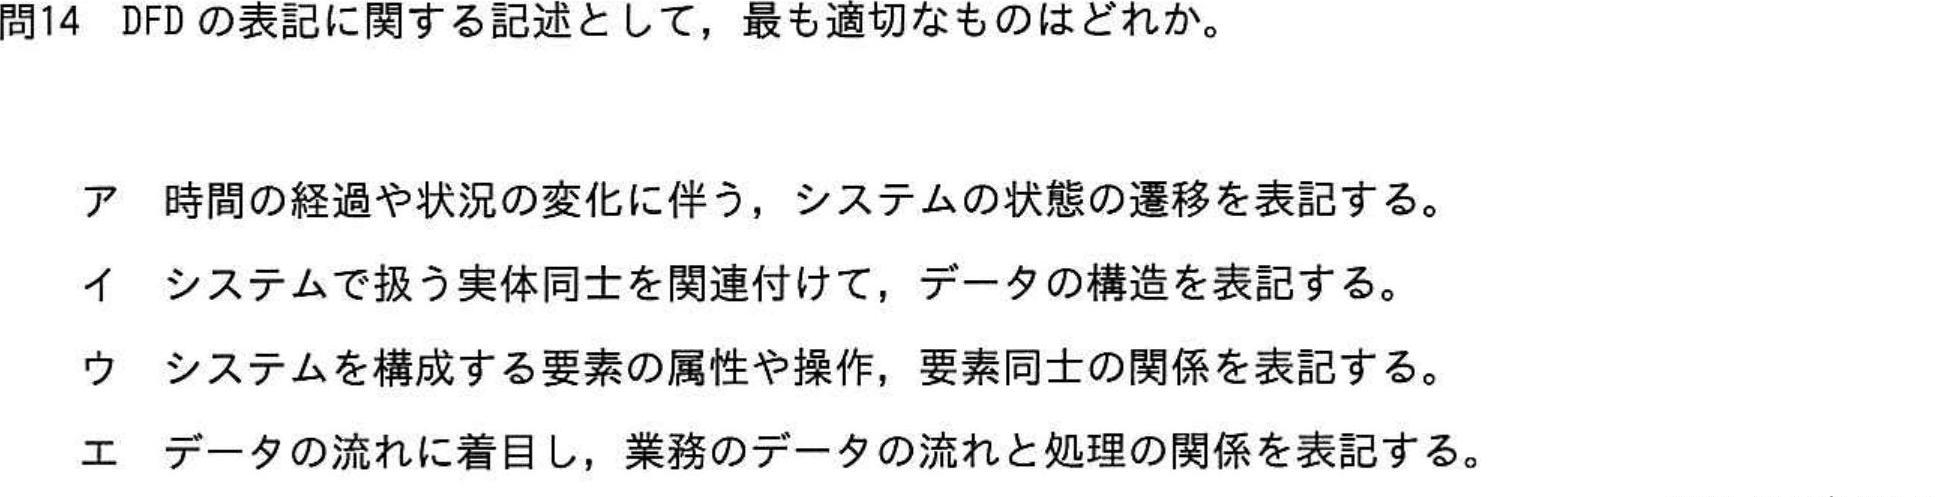 問14 DFD の表記に関する記述として，最も適切なものはどれか。
ア 時間の経過や状況の変化に伴う，システムの状態の遷移を表記する。
イ システムで扱う実体同士を関連付けて，データの構造を表記する。
ウ システムを構成する要素の属性や操作，要素同士の関係を表記する。
エ データの流れに着目し，業務のデータの流れと処理の関係を表記する。